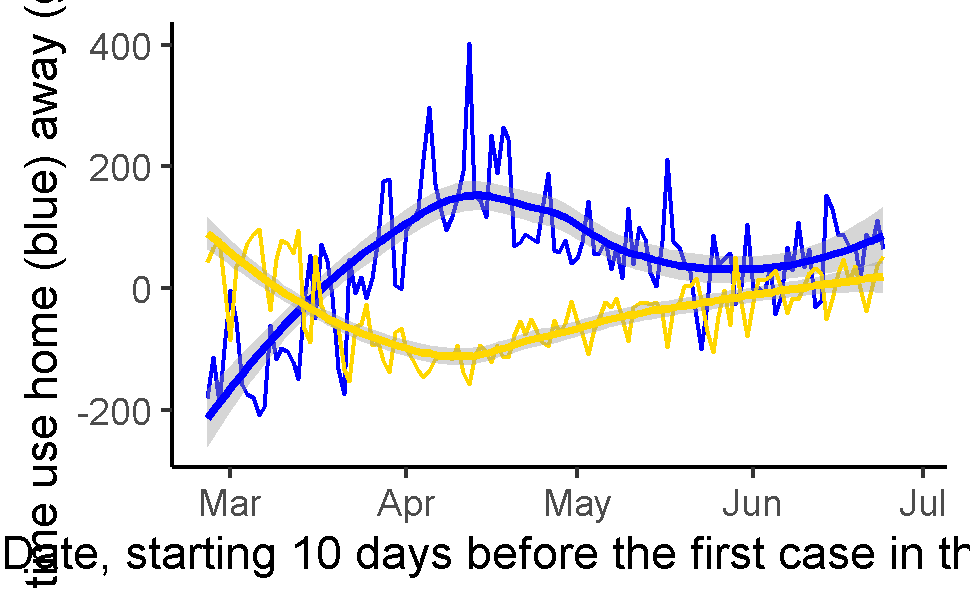 time use home (blue) away (
400
200
0
-200
Mar Apr May Jun Jul
Date, starting 10 days before the first case in th